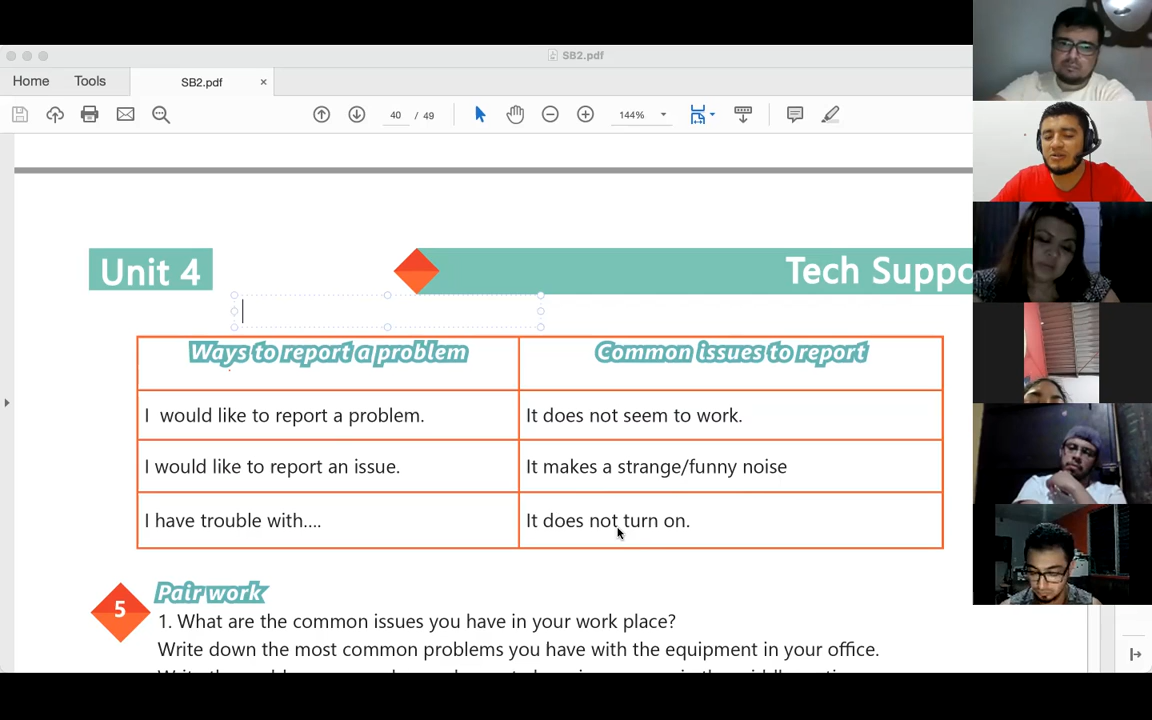 SB2.pdf
Home Tools SB2.pdf ×
40 / 49 144%
Unit 4 Tech Suppo
Ways to report a problem Common issues to report
I would like to report a problem. It does not seem to work.
I would like to report an issue. It makes a strange/funny noise
I have trouble with.... It does not turn on.
5 Pair work
1. What are the common issues you have in your work place?
Write down the most common problems you have with the equipment in your office.